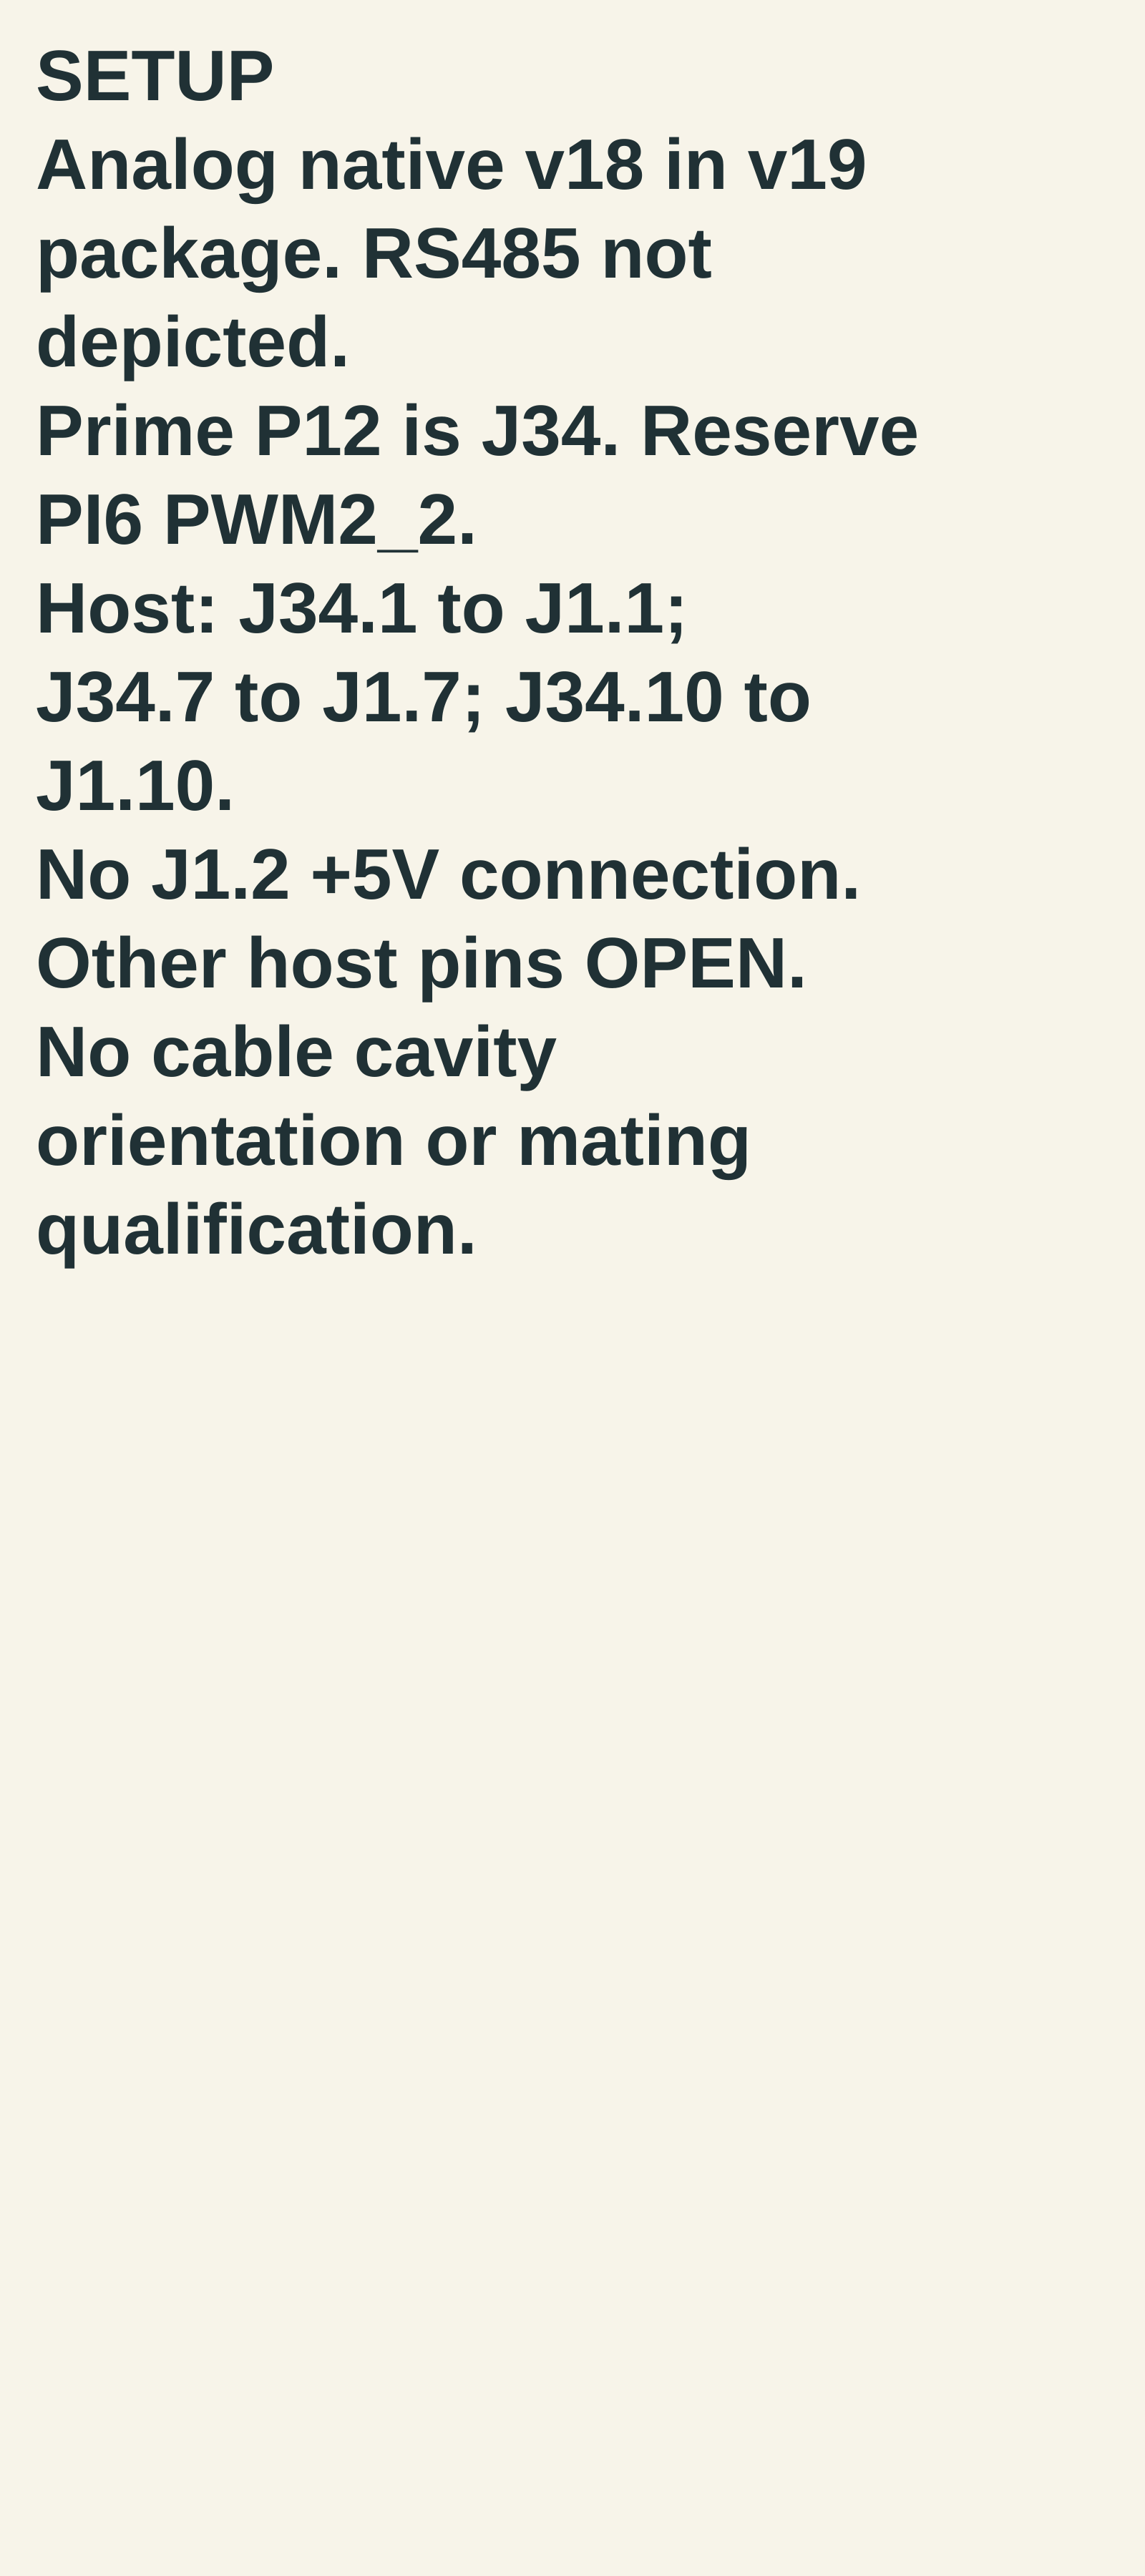 SETUP
Analog native v18 in v19
package. RS485 not
depicted.
Prime P12 is J34. Reserve
PI6 PWM2_2.
Host: J34.1 to J1.1;
J34.7 to J1.7; J34.10 to
J1.10.
No J1.2 +5V connection.
Other host pins OPEN.
No cable cavity
orientation or mating
qualification.